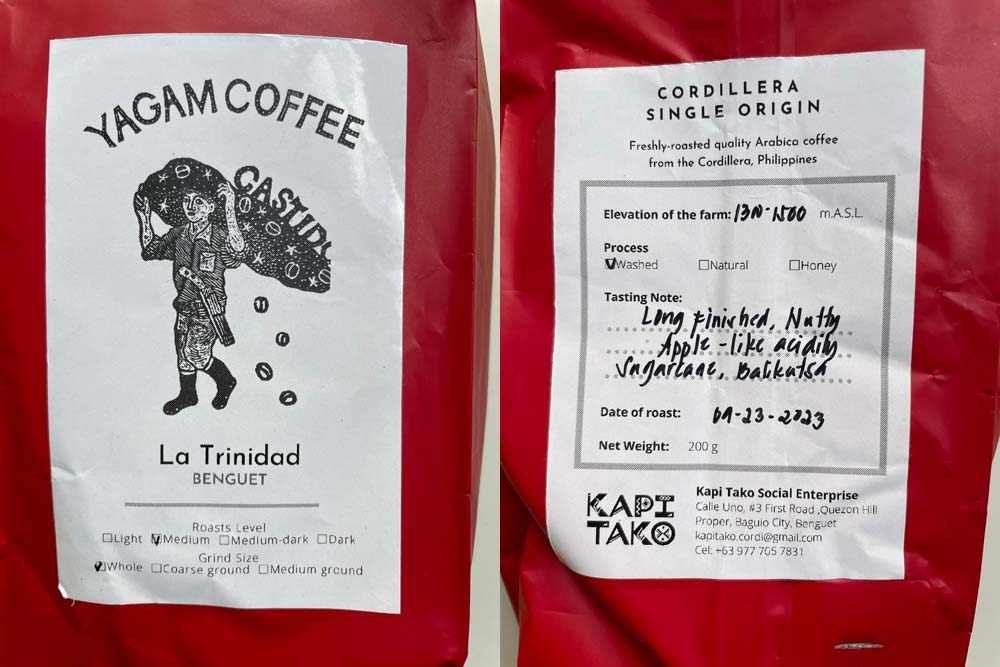 YAGAM COFFEE
La Trinidad
BENGUET
Roasts Level
Light Medium Medium-dark Dark
Grind Size
Whole Coarse ground Medium ground
CORDILLERA
SINGLE ORIGIN
Freshly-roasted quality Arabica coffee
from the Cordillera, Philippines
Elevation of the farm: m.A.S.L.
Process
Washed Natural Honey
Tasting Note:
Long finished, Nutty
Apple-like acidity
Sugarcane, Balikutsa
Date of roast: 09-23-2023
Net Weight: 200 g
KAPI
TAKO
Kapi Tako Social Enterprise
Calle Uno, #3 First Road ,Quezon Hill
Proper, Baguio City, Benguet
kapitako.cordi@gmail.com
Cel: +63 977 705 7831